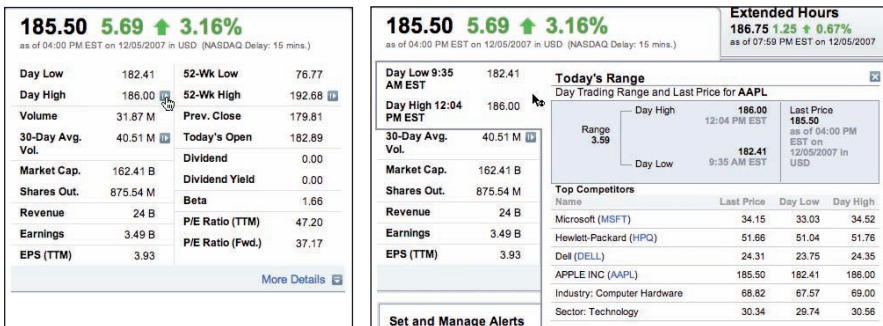 185.50 5.69 3.16%
as of 04:00 PM EST on 12/05/2007 in USD (NASDAQ Delay: 15 mins.)
Day Low 182.41 52-Wk Low 76.77
Day High 186.00 52-Wk High 192.68
Volume 31.87 M Prev. Close 179.81
30-Day Avg. 40.51 M Today's Open 182.89
Vol.
Dividend 0.00
Market Cap. 162.41 B
Dividend Yield 0.00
Shares Out. 875.54 M
Beta 1.66
Revenue 24 B
P/E Ratio (TTM) 47.20
Earnings 3.49 B
P/E Ratio (Fwd.) 37.17
EPS (TTM) 3.93
More Details
185.50 5.69 3.16%
as of 04:00 PM EST on 12/05/2007 in USD (NASDAQ Delay: 15 mins.)
Extended Hours
186.75 1.25 0.67%
as of 07:59 PM EST on 12/05/2007
Day Low 9:35 182.41
AM EST
Day High 12:04 186.00
PM EST
30-Day Avg. 40.51 M
Vol.
Market Cap. 162.41 B
Shares Out. 875.54 M
Revenue 24 B
Earnings 3.49 B
EPS (TTM) 3.93
Set and Manage Alerts
Today's Range
Day Trading Range and Last Price for AAPL
Day High 186.00
12:04 PM EST
Range
3.59
182.41
Day Low 9:35 AM EST
Last Price
185.50
as of 04:00 PM
EST on
12/05/2007 in
USD
Top Competitors
Name Last Price Day Low Day High
Microsoft (MSFT) 34.15 33.03 34.52
Hewlett-Packard (HPQ) 51.66 51.04 51.76
Dell (DELL) 24.31 23.75 24.35
APPLE INC (AAPL) 185.50 182.41 186.00
Industry: Computer Hardware 68.82 67.57 69.00
Sector: Technology 30.34 29.74 30.56